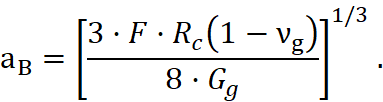 a_B = [ (3 · F · R_c(1 − ν_g)) / (8 · G_g) ]^{1/3} .